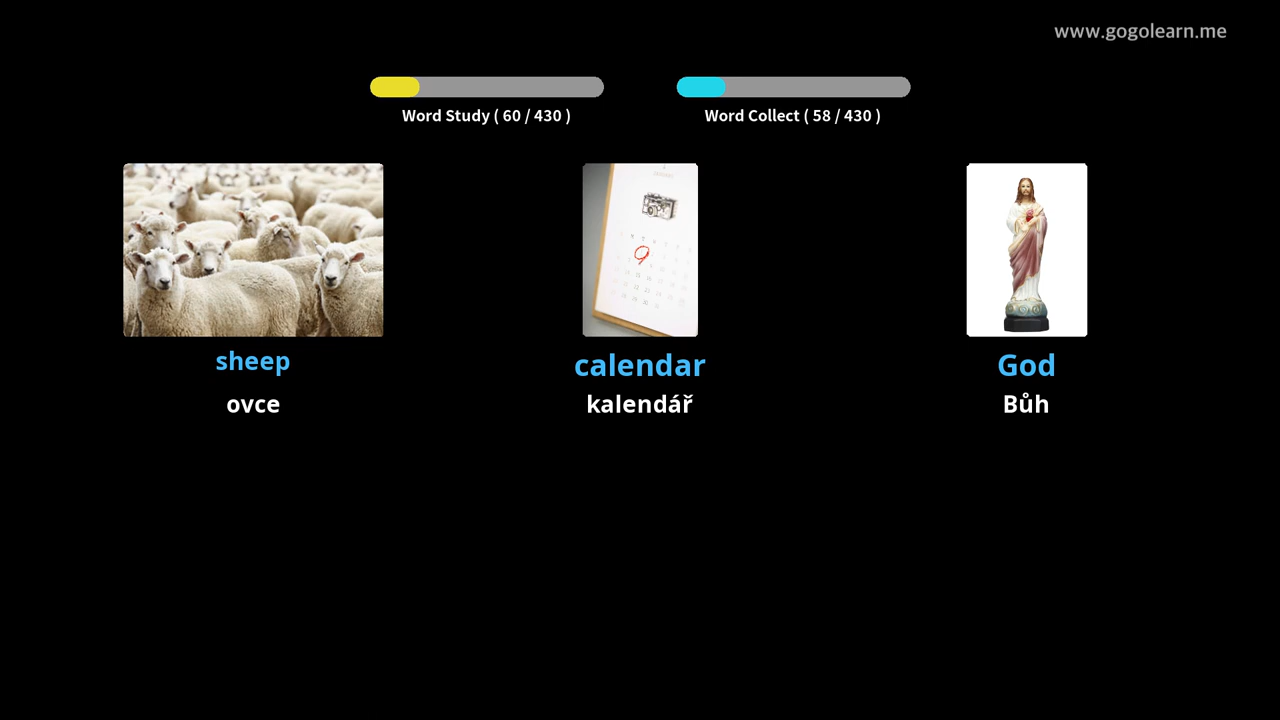 www.gogolearn.me
Word Study ( 60 / 430 )
Word Collect ( 58 / 430 )
sheep
calendar
God
ovce
kalendář
Bůh